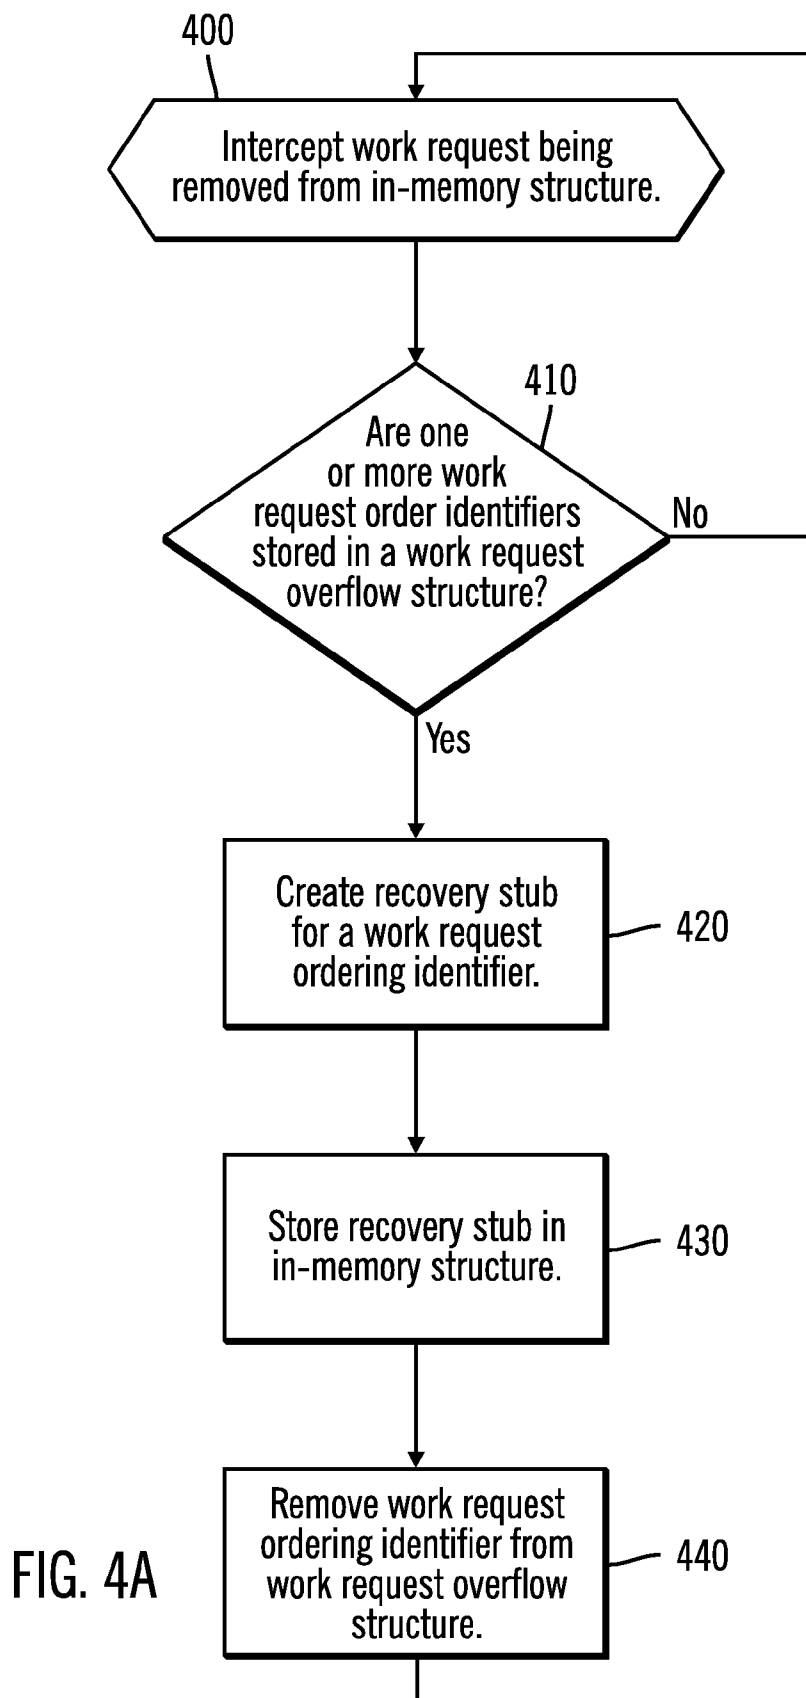 400
Intercept work request being
removed from in-memory structure.
410
Are one
or more work
request order identifiers
stored in a work request
overflow structure?
No
Yes
Create recovery stub
for a work request
ordering identifier.
420
Store recovery stub in
in-memory structure.
430
Remove work request
ordering identifier from
work request overflow
structure.
440
FIG. 4A